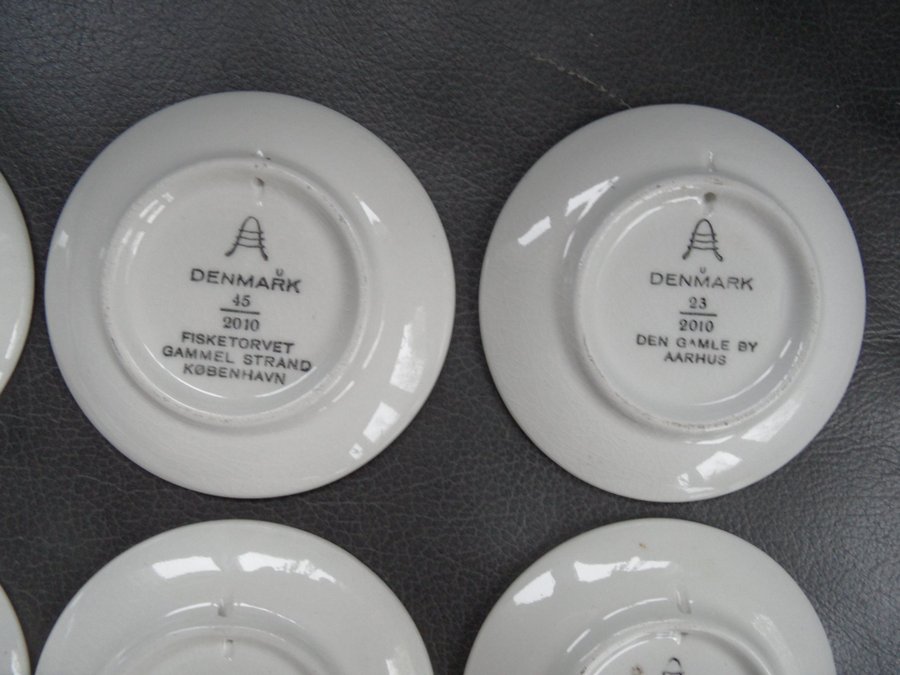 DENMARK
U
45
2010
FISKETORVET
GAMMEL STRAND
KØBENHAVN
U
DENMARK
23
2010
DEN GAMLE BY
AARHUS